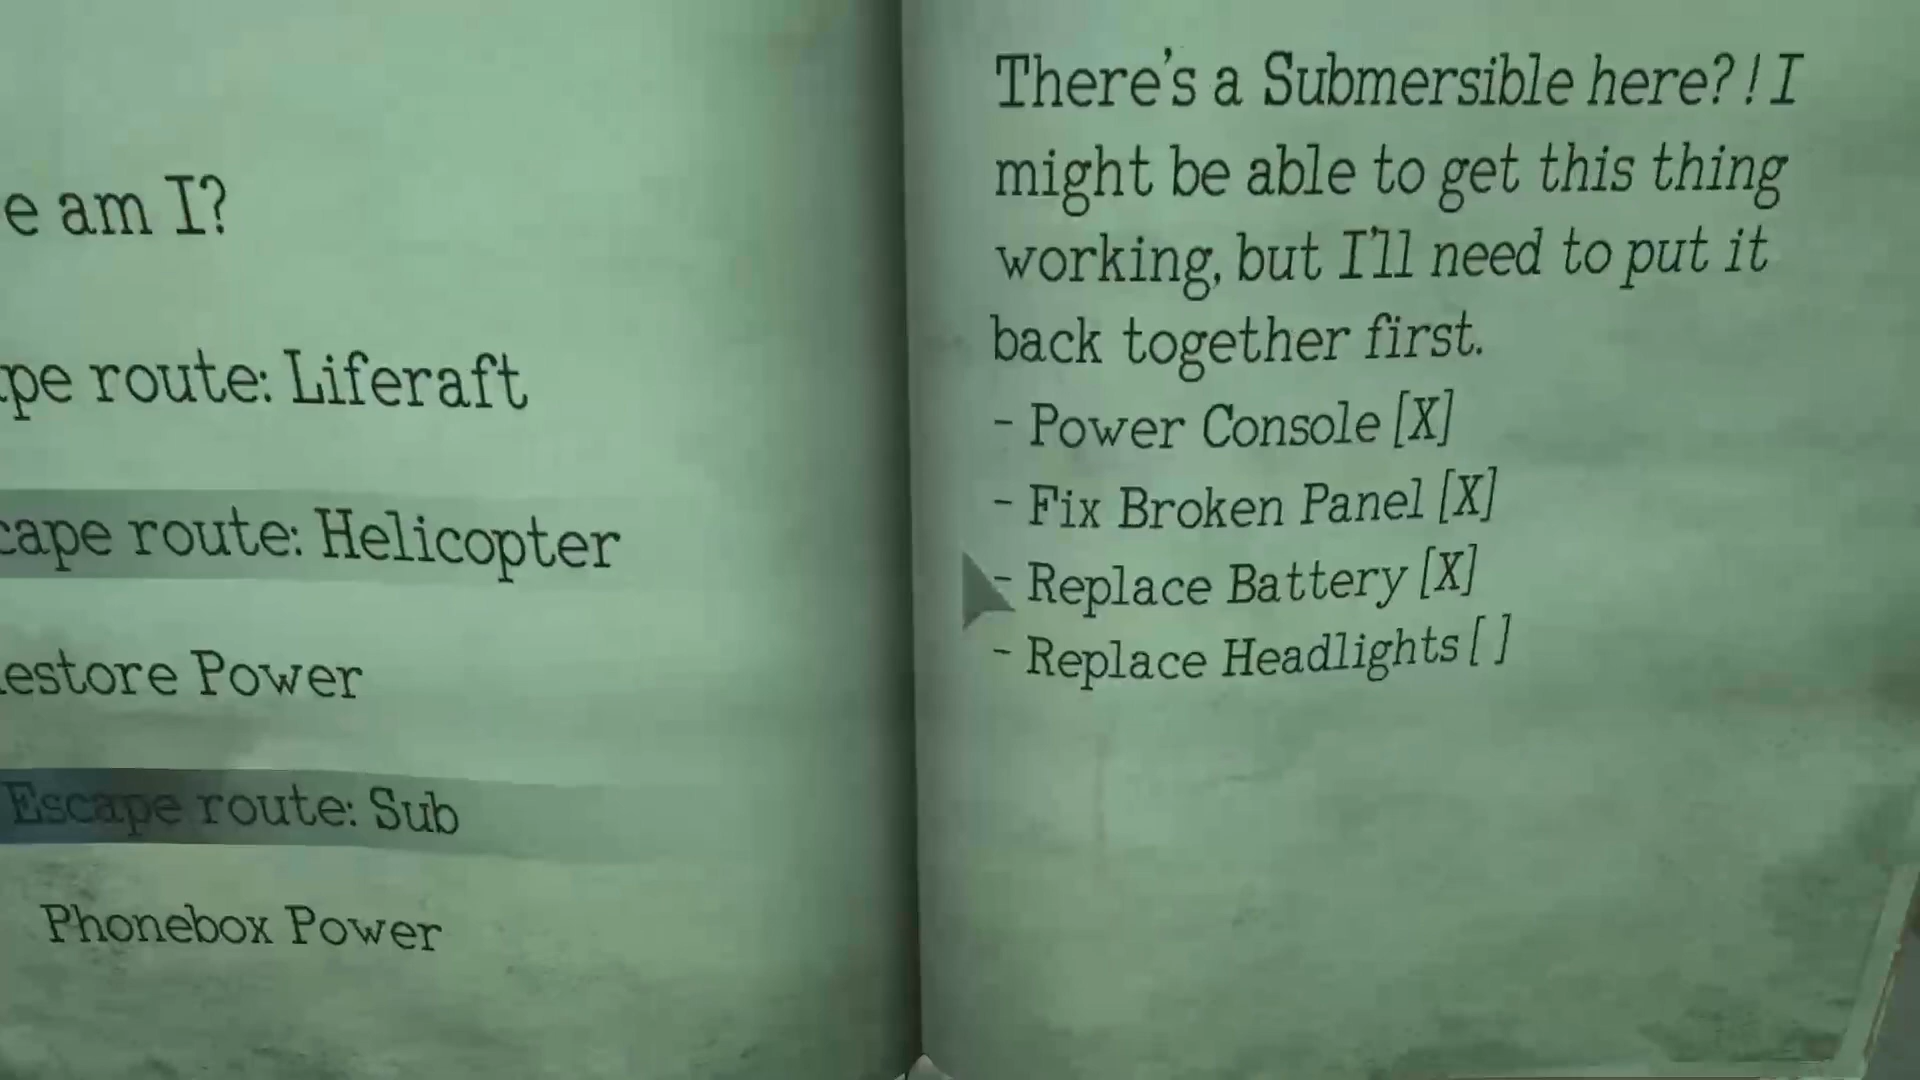 e am I?
pe route: Liferaft
cape route: Helicopter
estore Power
Escape route: Sub
Phonebox Power
There's a Submersible here?! I
might be able to get this thing
working, but I'll need to put it
back together first.
- Power Console [X]
- Fix Broken Panel [X]
- Replace Battery [X]
- Replace Headlights [ ]